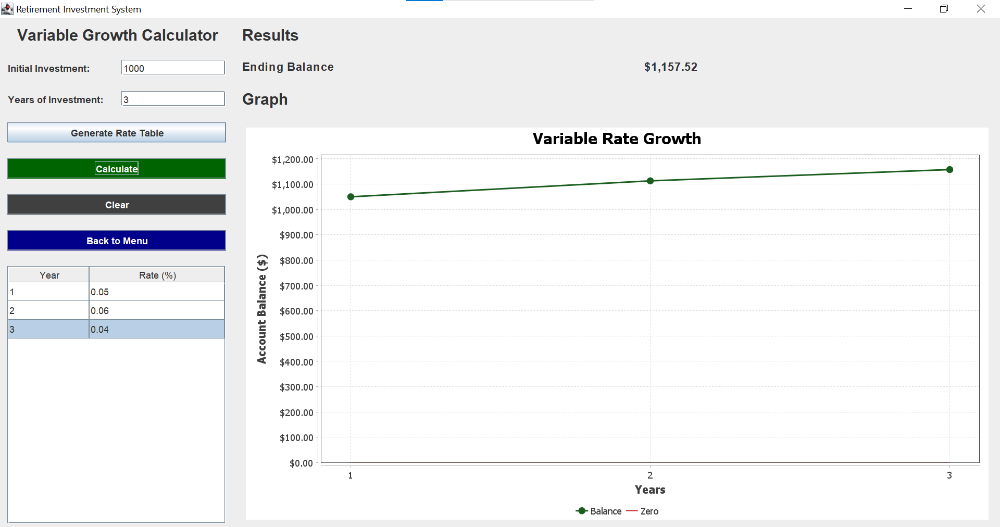 Retirement Investment System
Variable Growth Calculator
Initial Investment: 1000
Years of Investment: 3
Generate Rate Table
Calculate
Clear
Back to Menu
Year Rate (%)
1 0.05
2 0.06
3 0.04
Results
Ending Balance $1,157.52
Graph
Variable Rate Growth
Account Balance ($)
$1,200.00
$1,100.00
$1,000.00
$900.00
$800.00
$700.00
$600.00
$500.00
$400.00
$300.00
$200.00
$100.00
$0.00
1 2 3
Years
Balance Zero